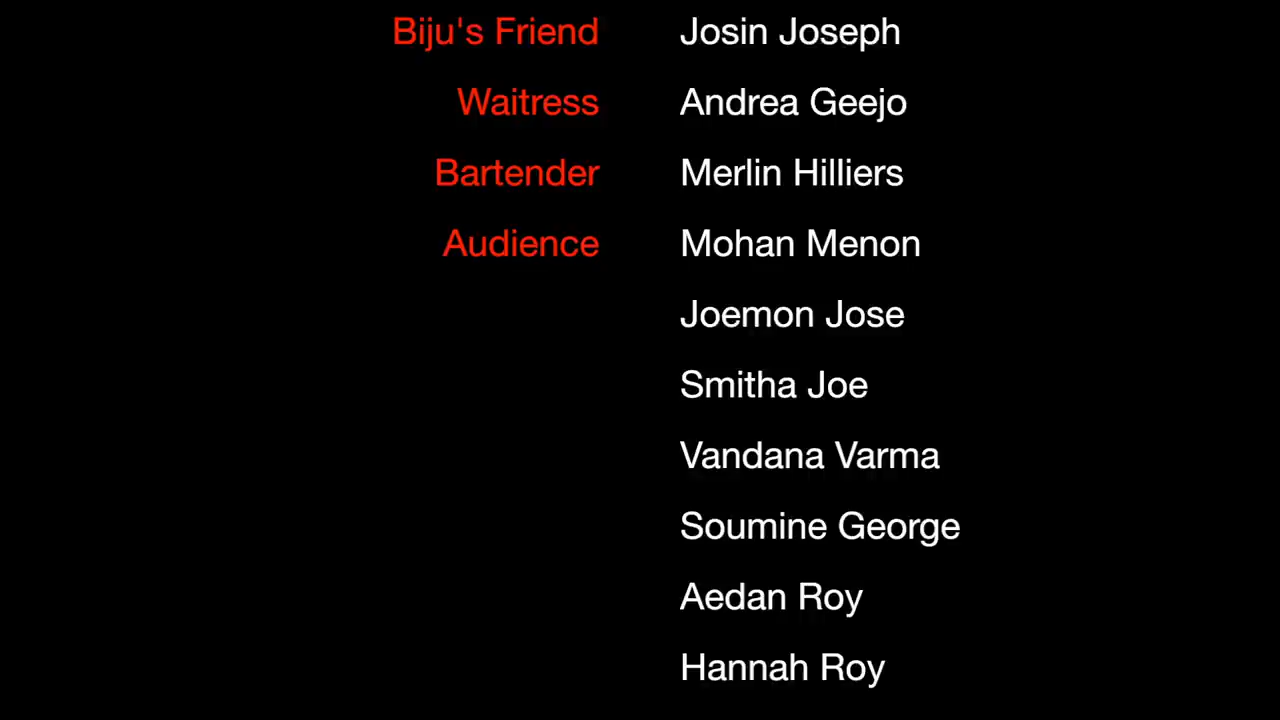 Biju's Friend Josin Joseph
Waitress Andrea Geejo
Bartender Merlin Hilliers
Audience Mohan Menon
Joemon Jose
Smitha Joe
Vandana Varma
Soumine George
Aedan Roy
Hannah Roy